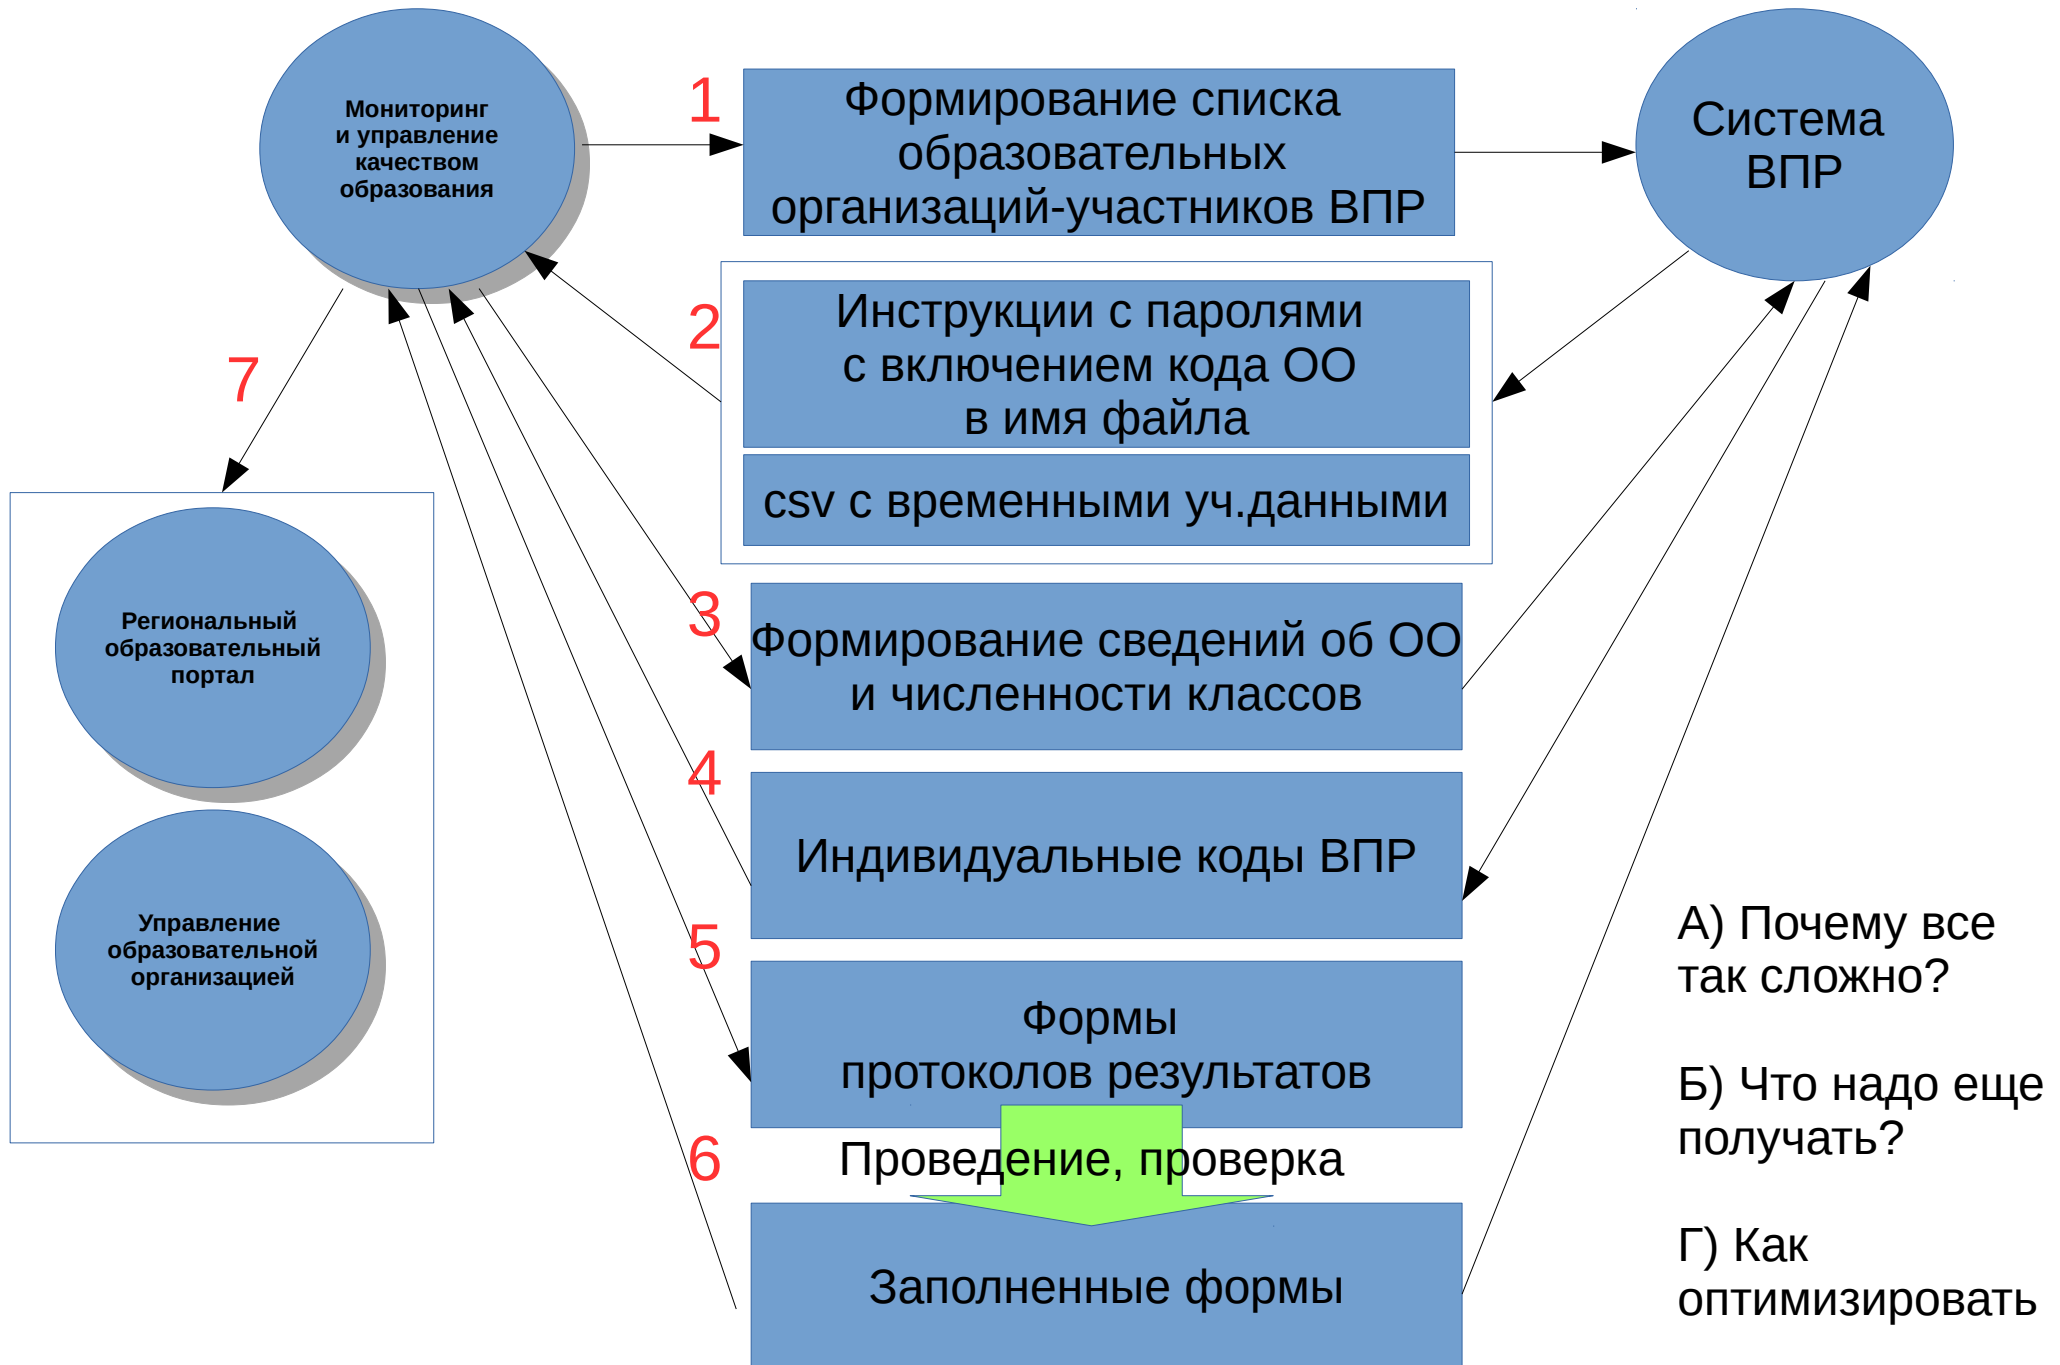 Мониторинг
и управление
качеством
образования
1
Формирование списка
образовательных
организаций-участников ВПР
Система
ВПР
2
Инструкции с паролями
с включением кода ОО
в имя файла
csv с временными уч.данными
7
3
Формирование сведений об ОО
и численности классов
Региональный
образовательный
портал
4
Индивидуальные коды ВПР
Управление
образовательной
организацией
5
Формы
протоколов результатов
6
Проведение, проверка
Заполненные формы
А) Почему все
так сложно?
Б) Что надо еще
получать?
Г) Как
оптимизировать